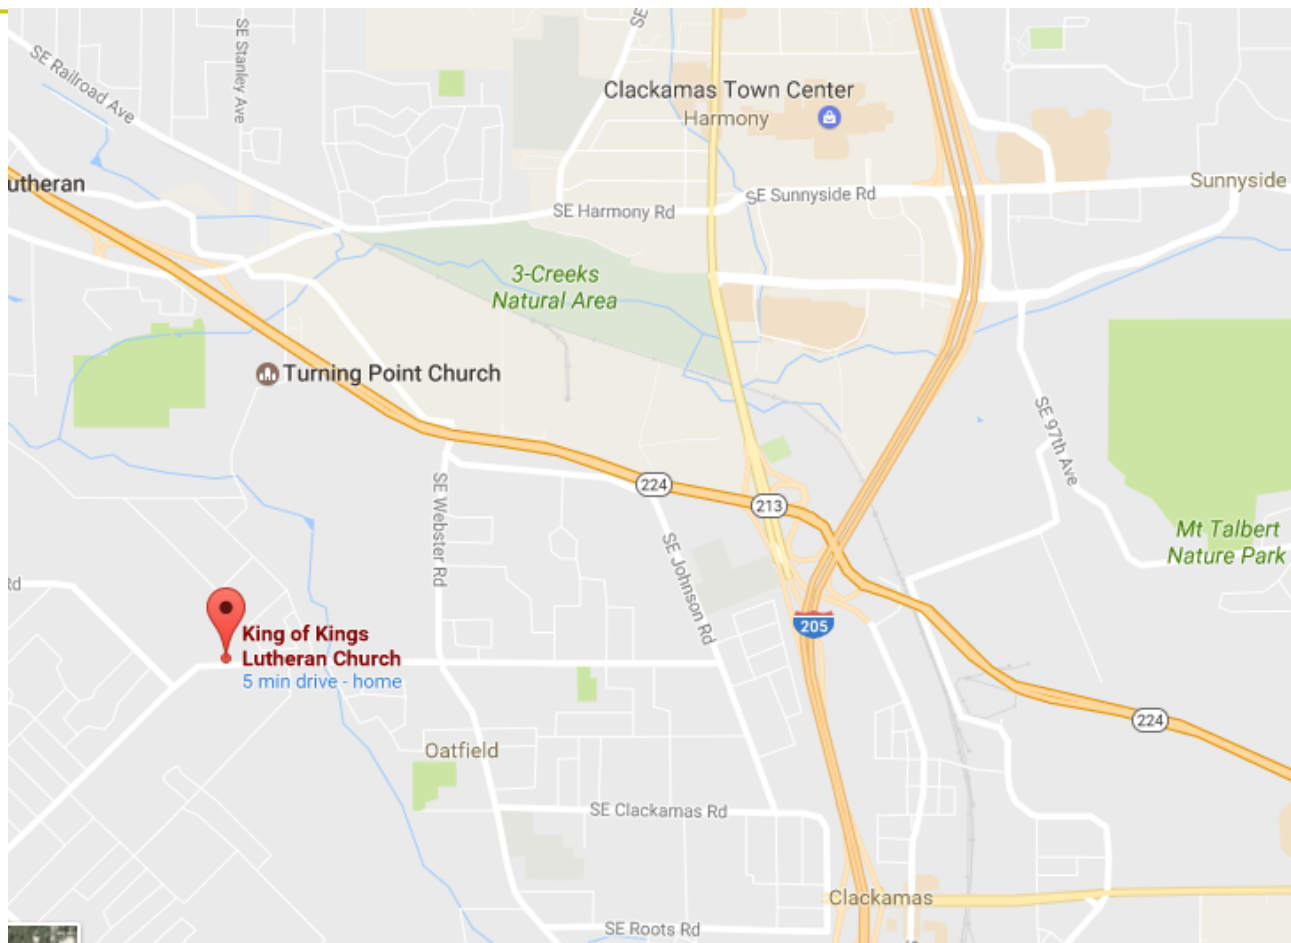 SE Stanley Ave
SE
SE Railroad Ave
Clackamas Town Center
Harmony
utheran
SE Harmony Rd
SE Sunnyside Rd
Sunnyside
3-Creeks
Natural Area
Turning Point Church
SE 97th Ave
SE Webster Rd
224
213
SE Johnson Rd
Mt Talbert
Nature Park
Rd
King of Kings
Lutheran Church
5 min drive - home
205
224
Oatfield
SE Clackamas Rd
Clackamas
SE Roots Rd